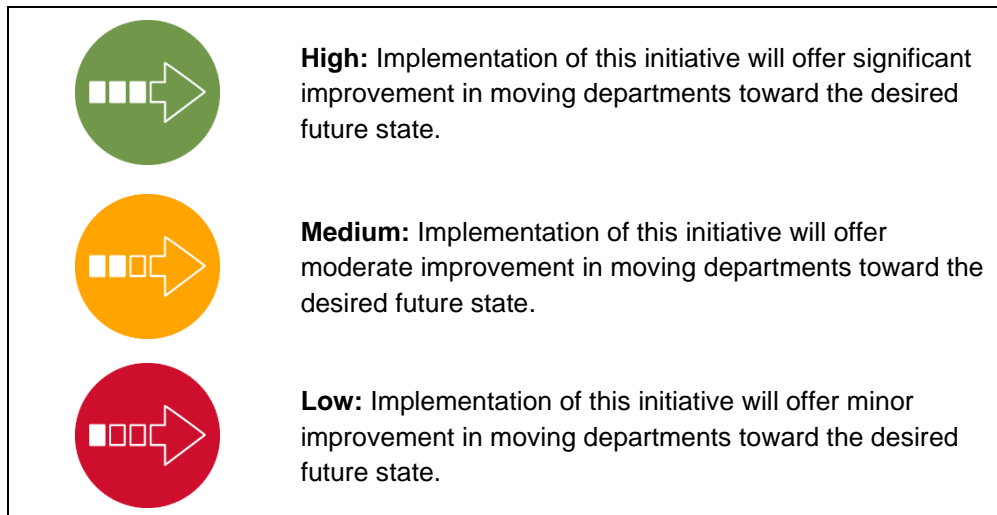 High: Implementation of this initiative will offer significant
improvement in moving departments toward the desired
future state.
Medium: Implementation of this initiative will offer
moderate improvement in moving departments toward the
desired future state.
Low: Implementation of this initiative will offer minor
improvement in moving departments toward the desired
future state.